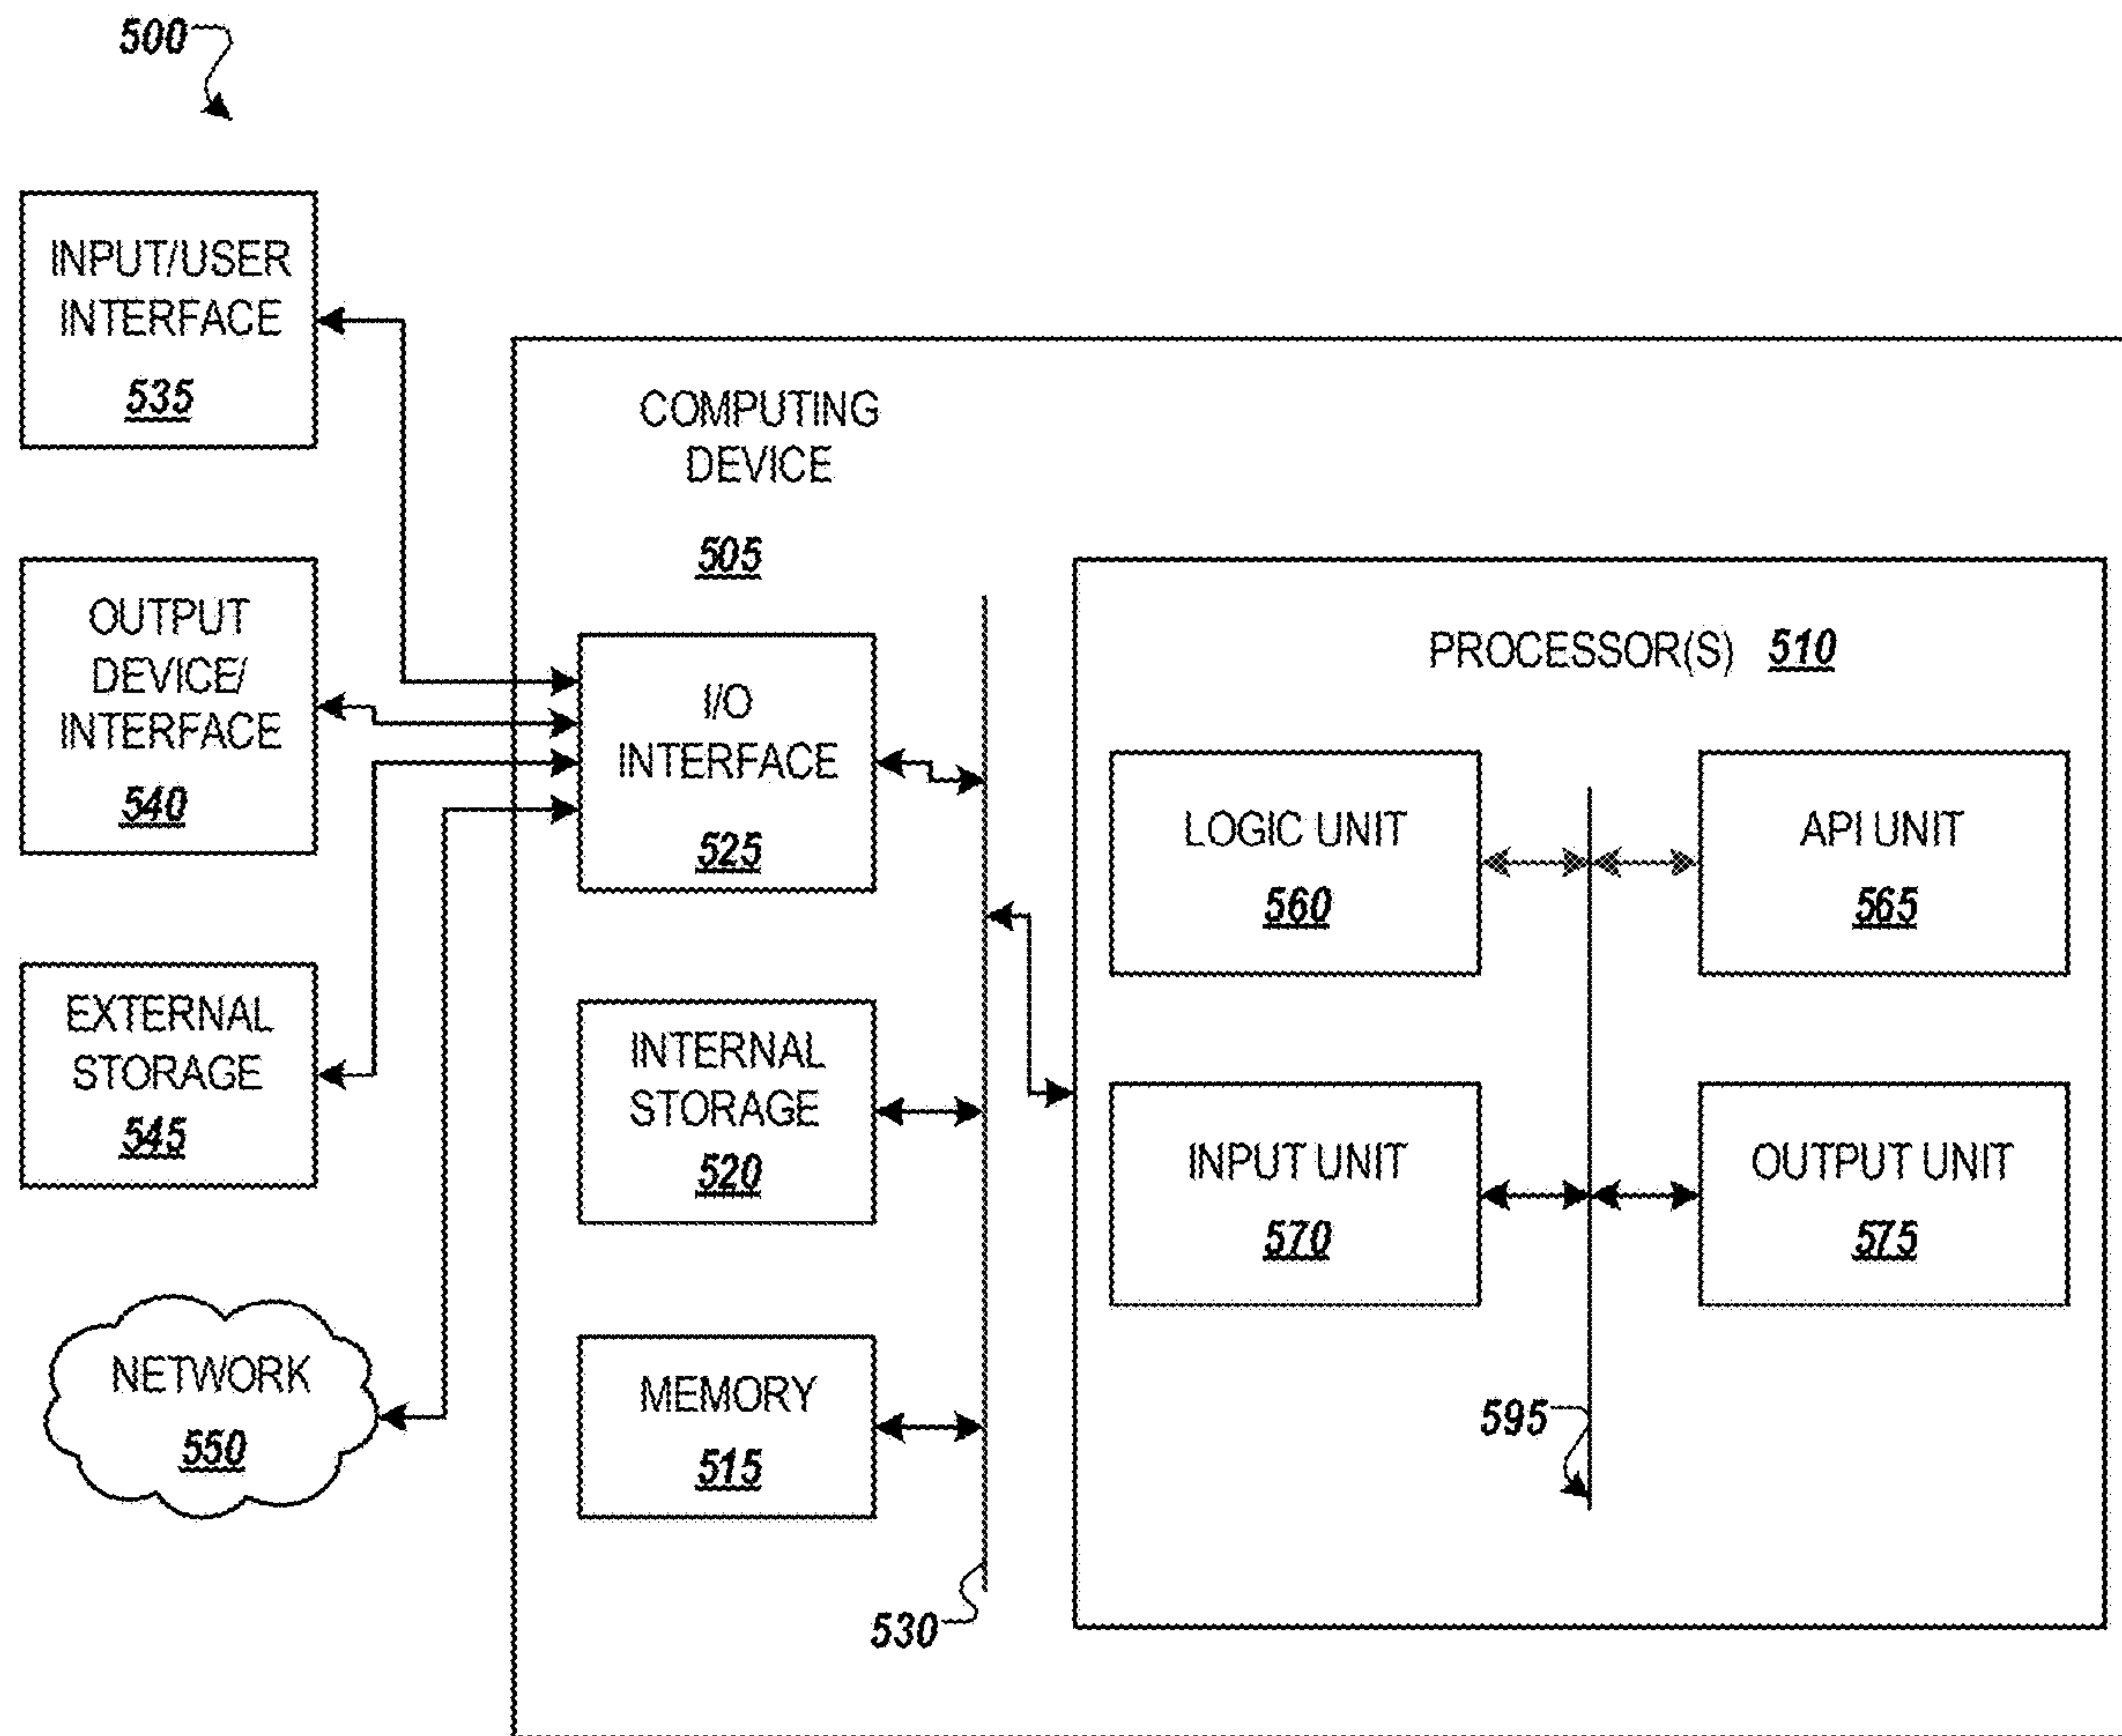 500
INPUT/USER
INTERFACE
535
OUTPUT
DEVICE/
INTERFACE
540
EXTERNAL
STORAGE
545
NETWORK
550
COMPUTING
DEVICE
505
I/O
INTERFACE
525
INTERNAL
STORAGE
520
MEMORY
515
530
PROCESSOR(S) 510
LOGIC UNIT
560
API UNIT
565
INPUT UNIT
570
OUTPUT UNIT
575
595